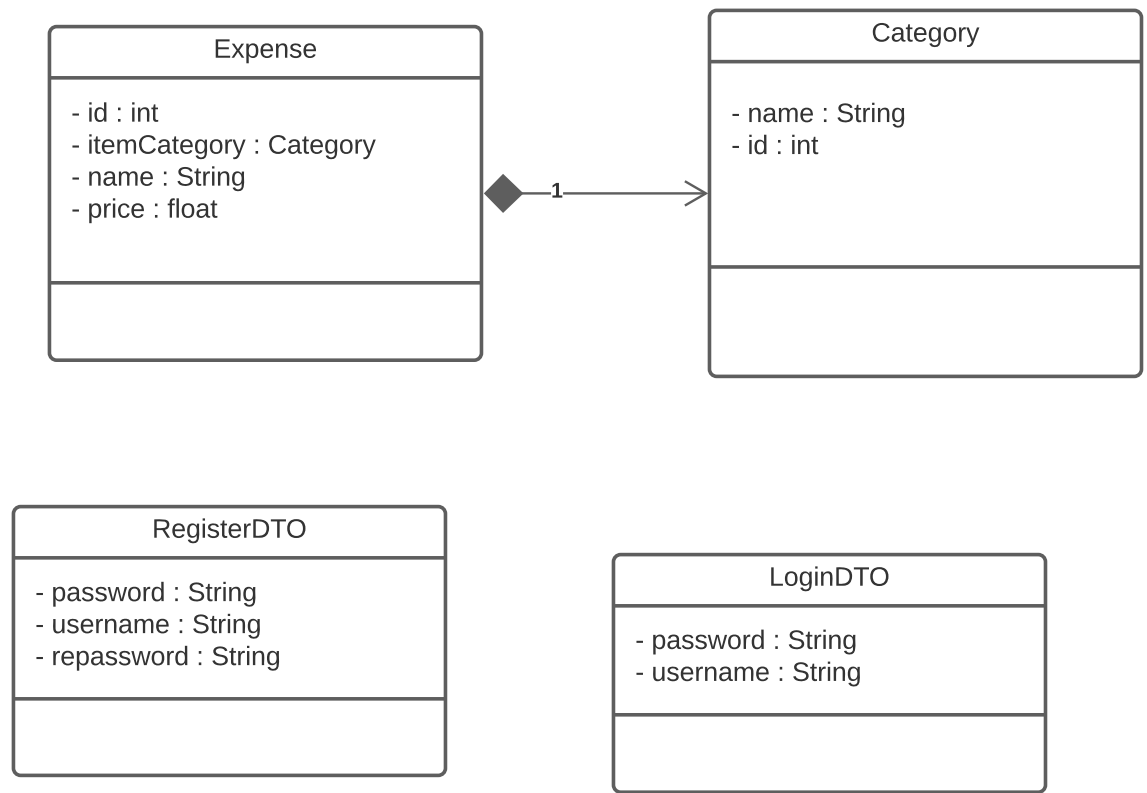 Expense
- id : int
- itemCategory : Category
- name : String
- price : float
1
Category
- name : String
- id : int
RegisterDTO
- password : String
- username : String
- repassword : String
LoginDTO
- password : String
- username : String